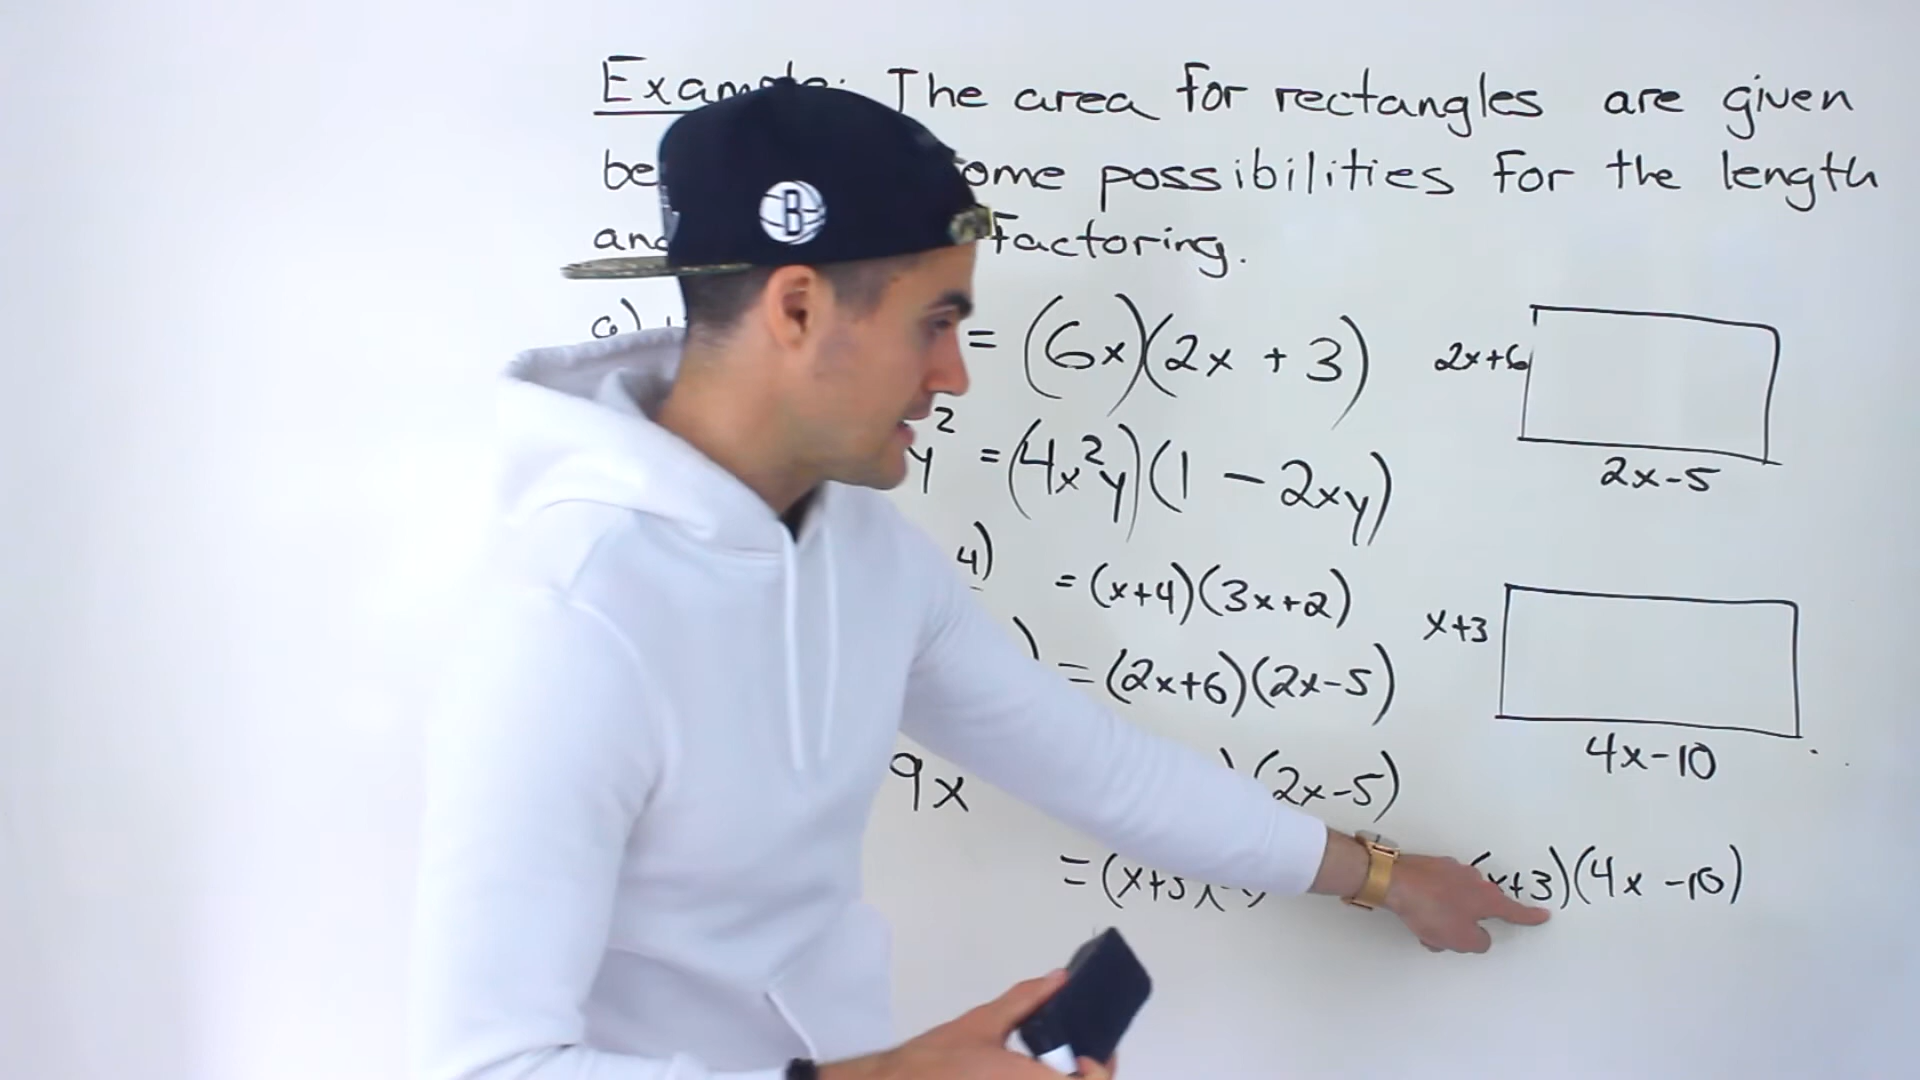 Example: The area for rectangles are given
be ome possibilities for the length
and factoring.
a) = (6x)(2x + 3)
y² = (4x²y)(1 - 2xy)
4) = (x+4)(3x+2)
) = (2x+6)(2x-5)
9x )(2x-5)
= (x+3 (x+3)(4x -10)
2x+6
2x-5
x+3
4x-10
B